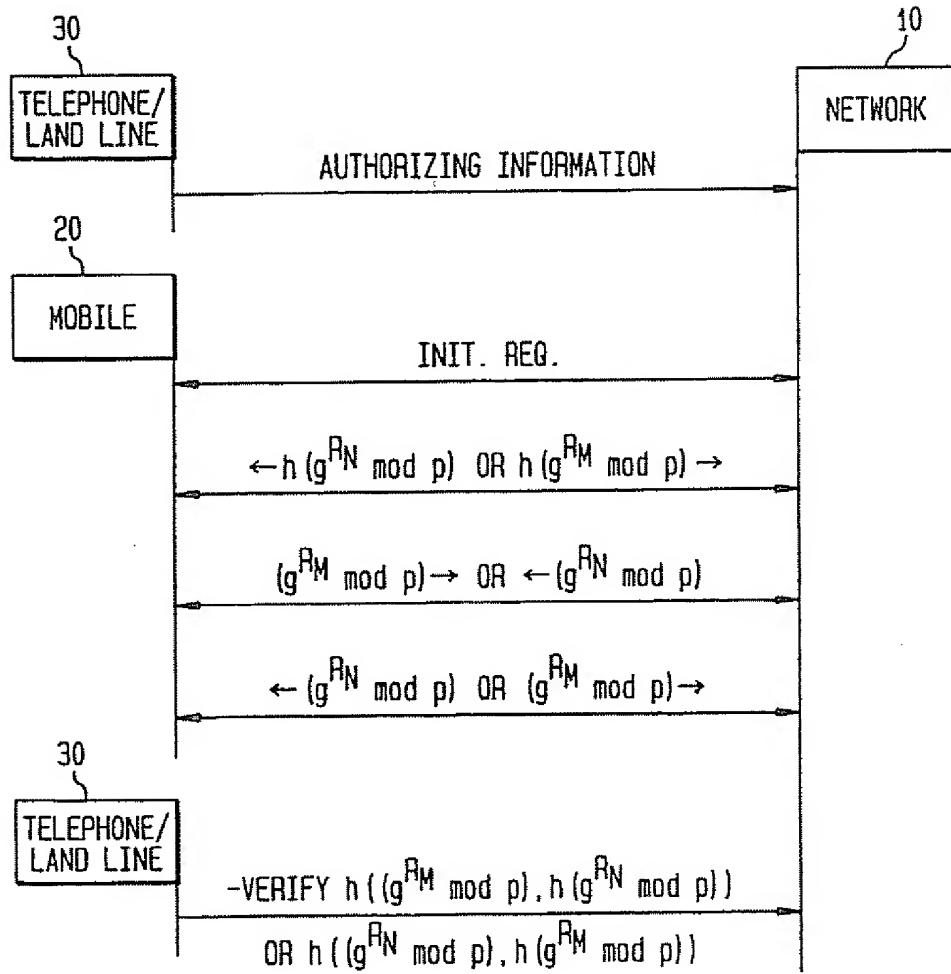 30
10
TELEPHONE/
LAND LINE
NETWORK
AUTHORIZING INFORMATION
20
MOBILE
INIT. REQ.
←h(g^RN mod p) OR h(g^RM mod p)→
(g^RM mod p)→ OR ←(g^RN mod p)
←(g^RN mod p) OR (g^RM mod p)→
30
TELEPHONE/
LAND LINE
-VERIFY h((g^RM mod p),h(g^RN mod p))
OR h((g^RN mod p),h(g^RM mod p))